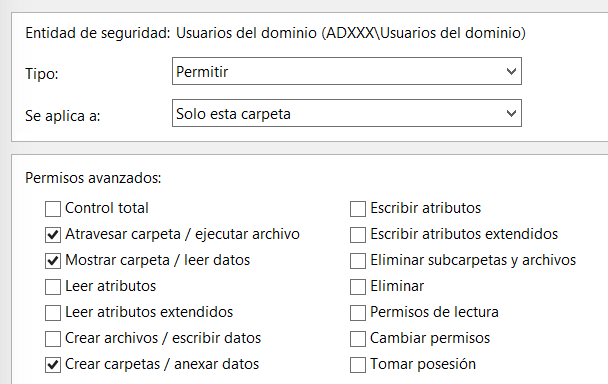 Entidad de seguridad: Usuarios del dominio (ADXXX\Usuarios del dominio)
Tipo: Permitir
Se aplica a: Solo esta carpeta
Permisos avanzados:
Control total
Atravesar carpeta / ejecutar archivo
Mostrar carpeta / leer datos
Leer atributos
Leer atributos extendidos
Crear archivos / escribir datos
Crear carpetas / anexar datos
Escribir atributos
Escribir atributos extendidos
Eliminar subcarpetas y archivos
Eliminar
Permisos de lectura
Cambiar permisos
Tomar posesión